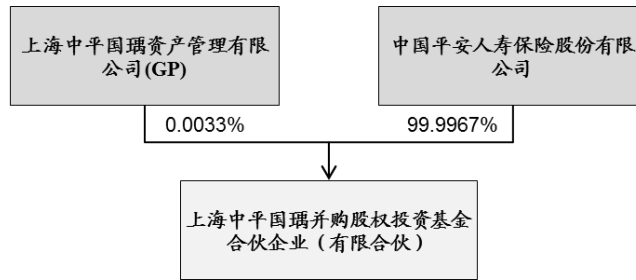 上海中平国瑀资产管理有限
公司(GP)
中国平安人寿保险股份有限
公司
0.0033%
99.9967%
上海中平国瑀并购股权投资基金
合伙企业（有限合伙）